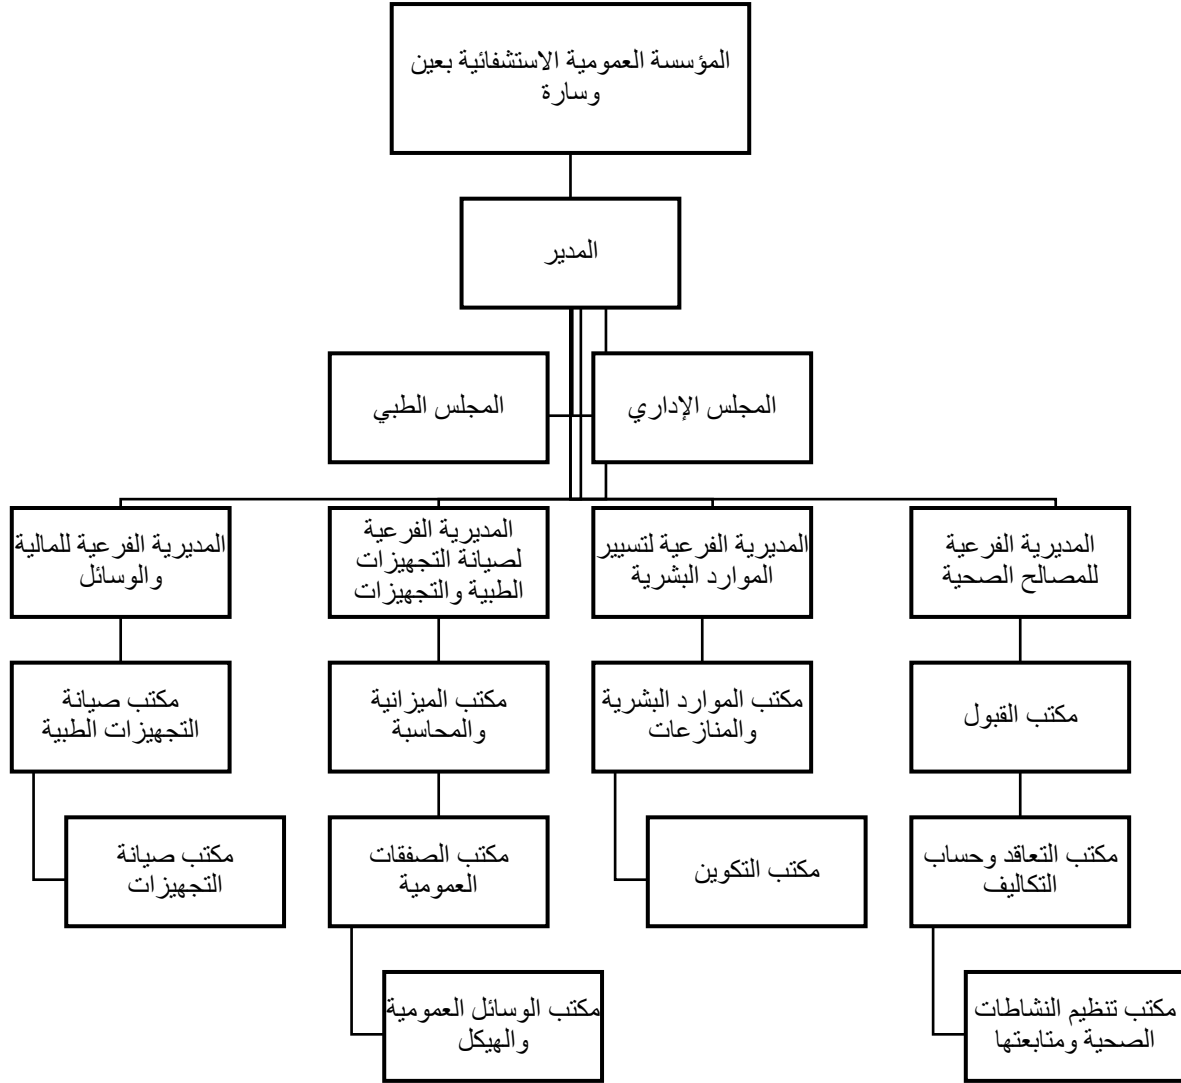 المؤسسة العمومية الاستشفائية بعين
وسارة
المدير
المجلس الإداري
المجلس الطبي
المديرية الفرعية
للمصالح الصحية
المديرية الفرعية لتسيير
الموارد البشرية
المديرية الفرعية
لصيانة التجهيزات
الطبية والتجهيزات
المديرية الفرعية للمالية
والوسائل
مكتب القبول
مكتب الموارد البشرية
والمنازعات
مكتب الميزانية
والمحاسبة
مكتب صيانة
التجهيزات الطبية
مكتب التعاقد وحساب
التكاليف
مكتب التكوين
مكتب الصفقات
العمومية
مكتب صيانة
التجهيزات
مكتب تنظيم النشاطات
الصحية ومتابعتها
مكتب الوسائل العمومية
والهيكل